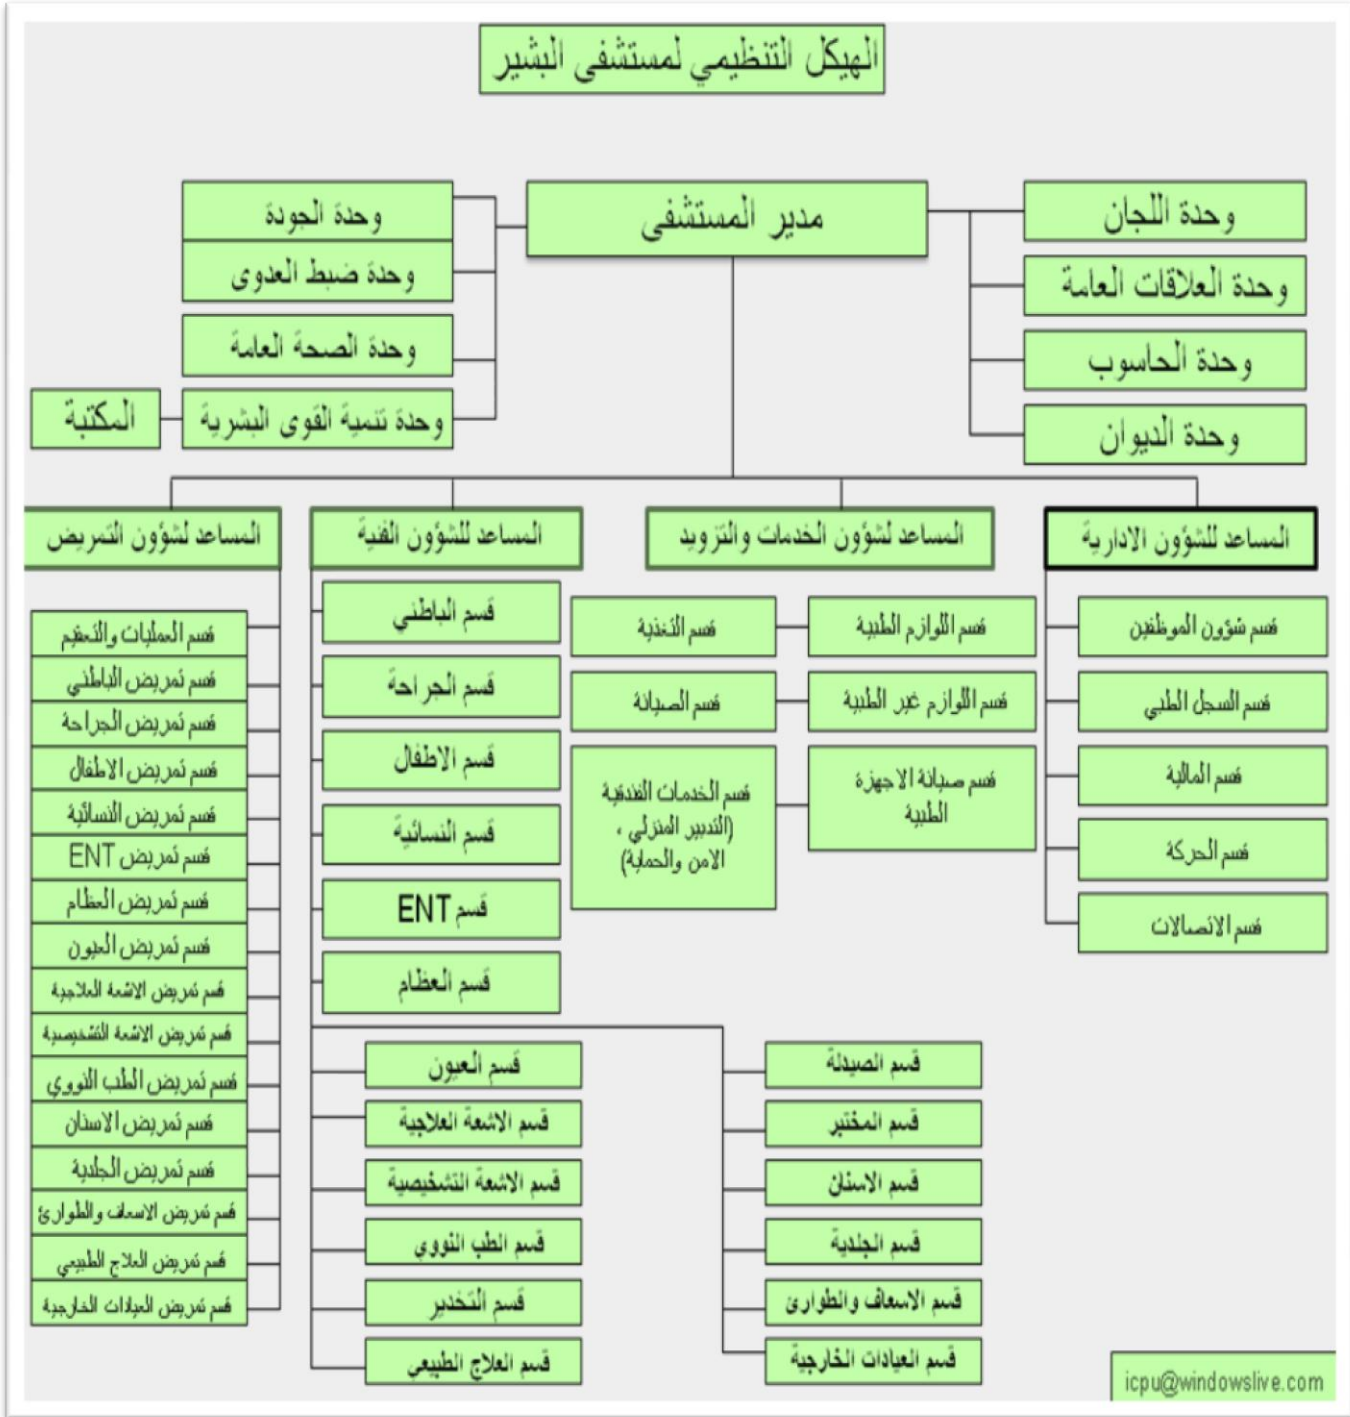 الهيكل التنظيمي لمستشفى البشير
مدير المستشفى
وحدة اللجان
وحدة العلاقات العامة
وحدة الحاسوب
وحدة الديوان
وحدة الجودة
وحدة ضبط العدوى
وحدة الصحة العامة
وحدة تنمية القوى البشرية
المكتبة
المساعد للشؤون الادارية
المساعد لشؤون الخدمات والتزويد
المساعد للشؤون الفنية
المساعد لشؤون التمريض
قسم شؤون الموظفين
قسم السجل الطبي
قسم المالية
قسم الحركة
قسم الاتصالات
قسم اللوازم الطبية
قسم اللوازم غير الطبية
قسم صيانة الاجهزة
الطبية
قسم التغذية
قسم الصيانة
قسم الخدمات الفندقية
(التدبير المنزلي ،
الامن والحماية)
قسم الباطني
قسم الجراحة
قسم الاطفال
قسم النسائية
قسم ENT
قسم العظام
قسم الصيدلة
قسم المختبر
قسم الاسنان
قسم الجلدية
قسم الاسعاف والطوارئ
قسم العيادات الخارجية
قسم العيون
قسم الاشعة العلاجية
قسم الاشعة التشخيصية
قسم الطب النووي
قسم التخدير
قسم العلاج الطبيعي
قسم العمليات والتعقيم
قسم تمريض الباطني
قسم تمريض الجراحة
قسم تمريض الاطفال
قسم تمريض النسائية
قسم تمريض ENT
قسم تمريض العظام
قسم تمريض العيون
قسم تمريض الاشعة العلاجية
قسم تمريض الاشعة التشخيصية
قسم تمريض الطب النووي
قسم تمريض الاسنان
قسم تمريض الجلدية
قسم تمريض الاسعاف والطوارئ
قسم تمريض العلاج الطبيعي
قسم تمريض العيادات الخارجية
icpu@windowslive.com